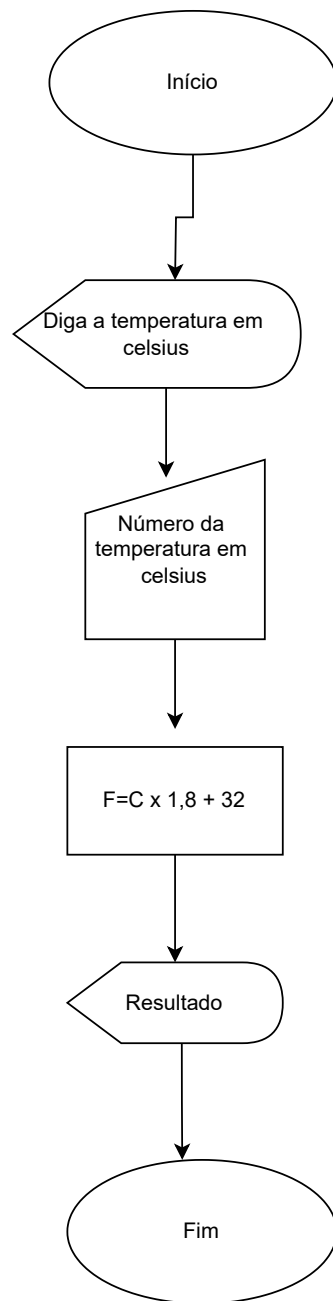 Início
Diga a temperatura em
celsius
Número da
temperatura em
celsius
F=C x 1,8 + 32
Resultado
Fim